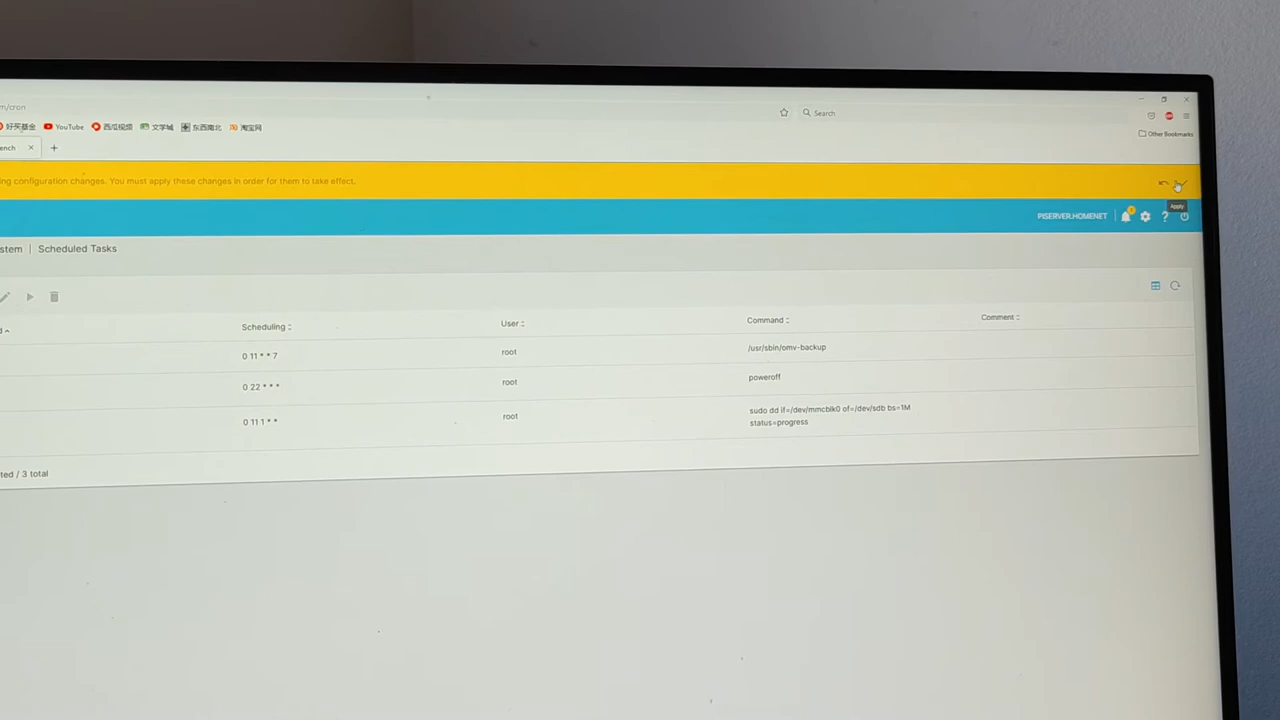 m/cron
Search
好买基金 YouTube 西瓜视频 文学城 东西南北 淘宝网
Other Bookmarks
ench
ing configuration changes. You must apply these changes in order for them to take effect.
Apply
PISERVER.HOMENET
stem | Scheduled Tasks
Scheduling User Command Comment
0 11 * * 7 root /usr/sbin/omv-backup
0 22 * * * root poweroff
0 11 1 * * root sudo dd if=/dev/mmcblk0 of=/dev/sdb bs=1M
status=progress
ted / 3 total